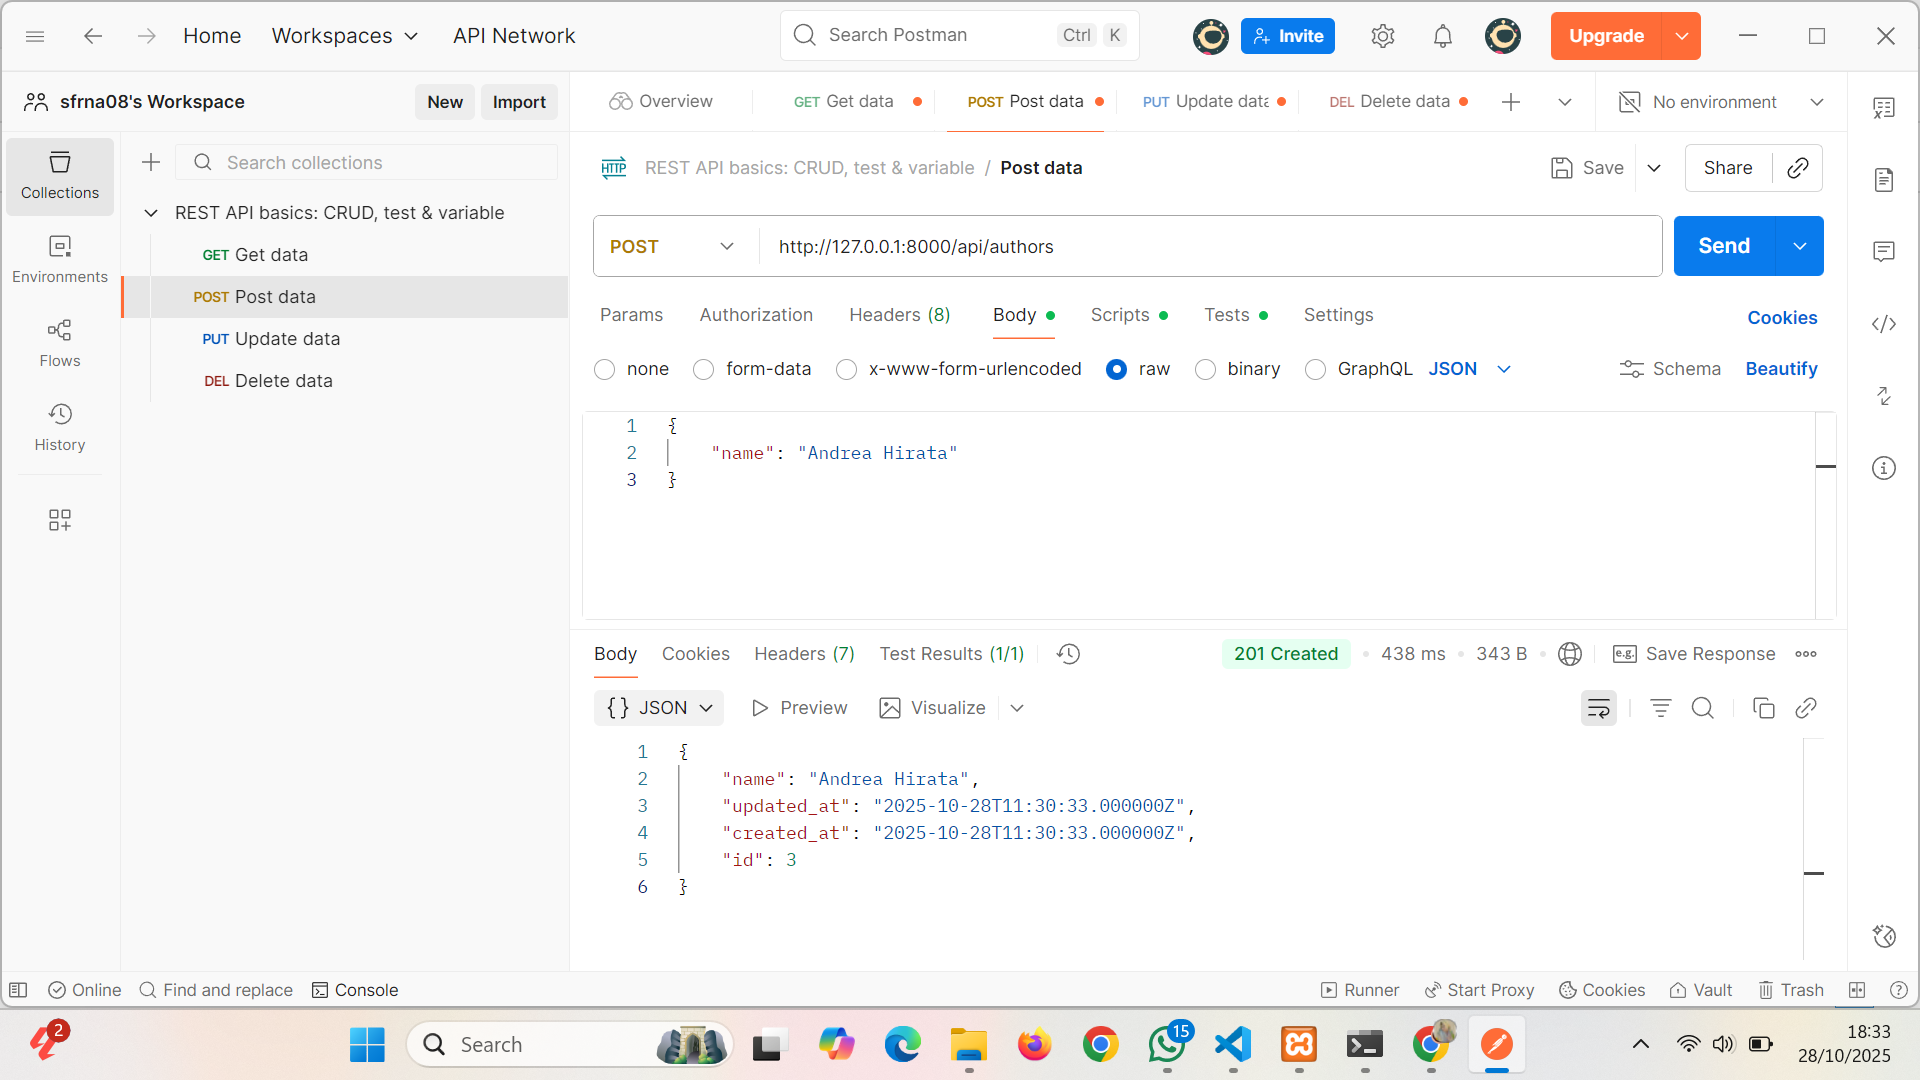 Home Workspaces API Network Search Postman Ctrl K Invite Upgrade
sfrna08's Workspace New Import
Overview GET Get data POST Post data PUT Update data DEL Delete data No environment
Collections
Environments
Flows
History
Search collections
REST API basics: CRUD, test & variable
GET Get data
POST Post data
PUT Update data
DEL Delete data
HTTP REST API basics: CRUD, test & variable / Post data Save Share
POST http://127.0.0.1:8000/api/authors Send
Params Authorization Headers (8) Body Scripts Tests Settings Cookies
none form-data x-www-form-urlencoded raw binary GraphQL JSON Schema Beautify
1 {
2 "name": "Andrea Hirata"
3 }
Body Cookies Headers (7) Test Results (1/1) 201 Created 438 ms 343 B e.g. Save Response
{} JSON Preview Visualize
1 {
2 "name": "Andrea Hirata",
3 "updated_at": "2025-10-28T11:30:33.000000Z",
4 "created_at": "2025-10-28T11:30:33.000000Z",
5 "id": 3
6 }
Online Find and replace Console Runner Start Proxy Cookies Vault Trash
2 Search 15 18:33
28/10/2025